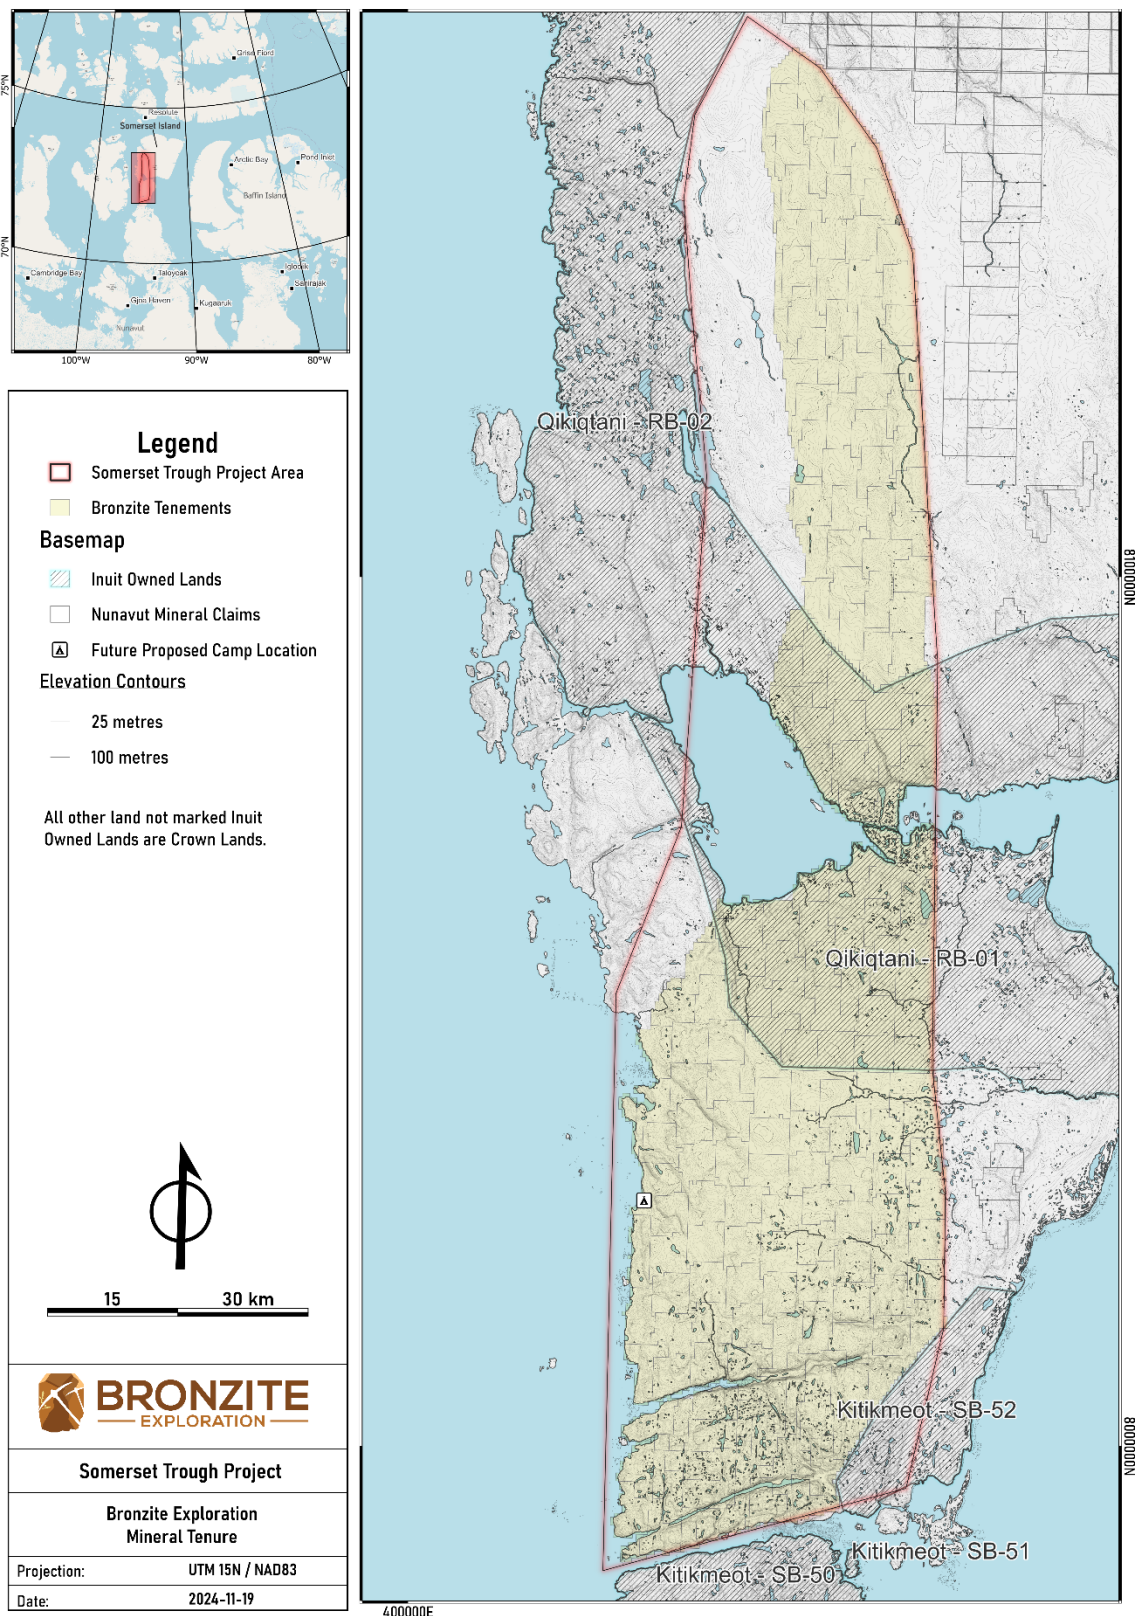 75°N
70°N
Grise Fiord
Resolute
Somerset Island
Arctic Bay
Pond Inlet
Baffin Island
Cambridge Bay
Taloyoak
Igloolik
Sanirajak
Gjoa Haven
Kugaaruk
Nunavut
100°W
90°W
80°W
Legend
Somerset Trough Project Area
Bronzite Tenements
Basemap
Inuit Owned Lands
Nunavut Mineral Claims
Future Proposed Camp Location
Elevation Contours
25 metres
100 metres
All other land not marked Inuit
Owned Lands are Crown Lands.
15 30 km
BRONZITE
EXPLORATION
Somerset Trough Project
Bronzite Exploration
Mineral Tenure
Projection: UTM 15N / NAD83
Date: 2024-11-19
Qikiqtani - RB-02
8100000N
Qikiqtani - RB-01
Kitikmeot - SB-52
8000000N
Kitikmeot - SB-51
Kitikmeot - SB-50
400000E